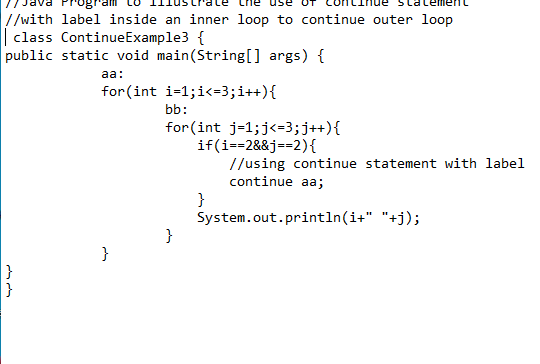 //Java Program to illustrate the use of continue statement
//with label inside an inner loop to continue outer loop
class ContinueExample3 {
public static void main(String[] args) {
aa:
for(int i=1;i<=3;i++){
bb:
for(int j=1;j<=3;j++){
if(i==2&&j==2){
//using continue statement with label
continue aa;
}
System.out.println(i+" "+j);
}
}
}
}